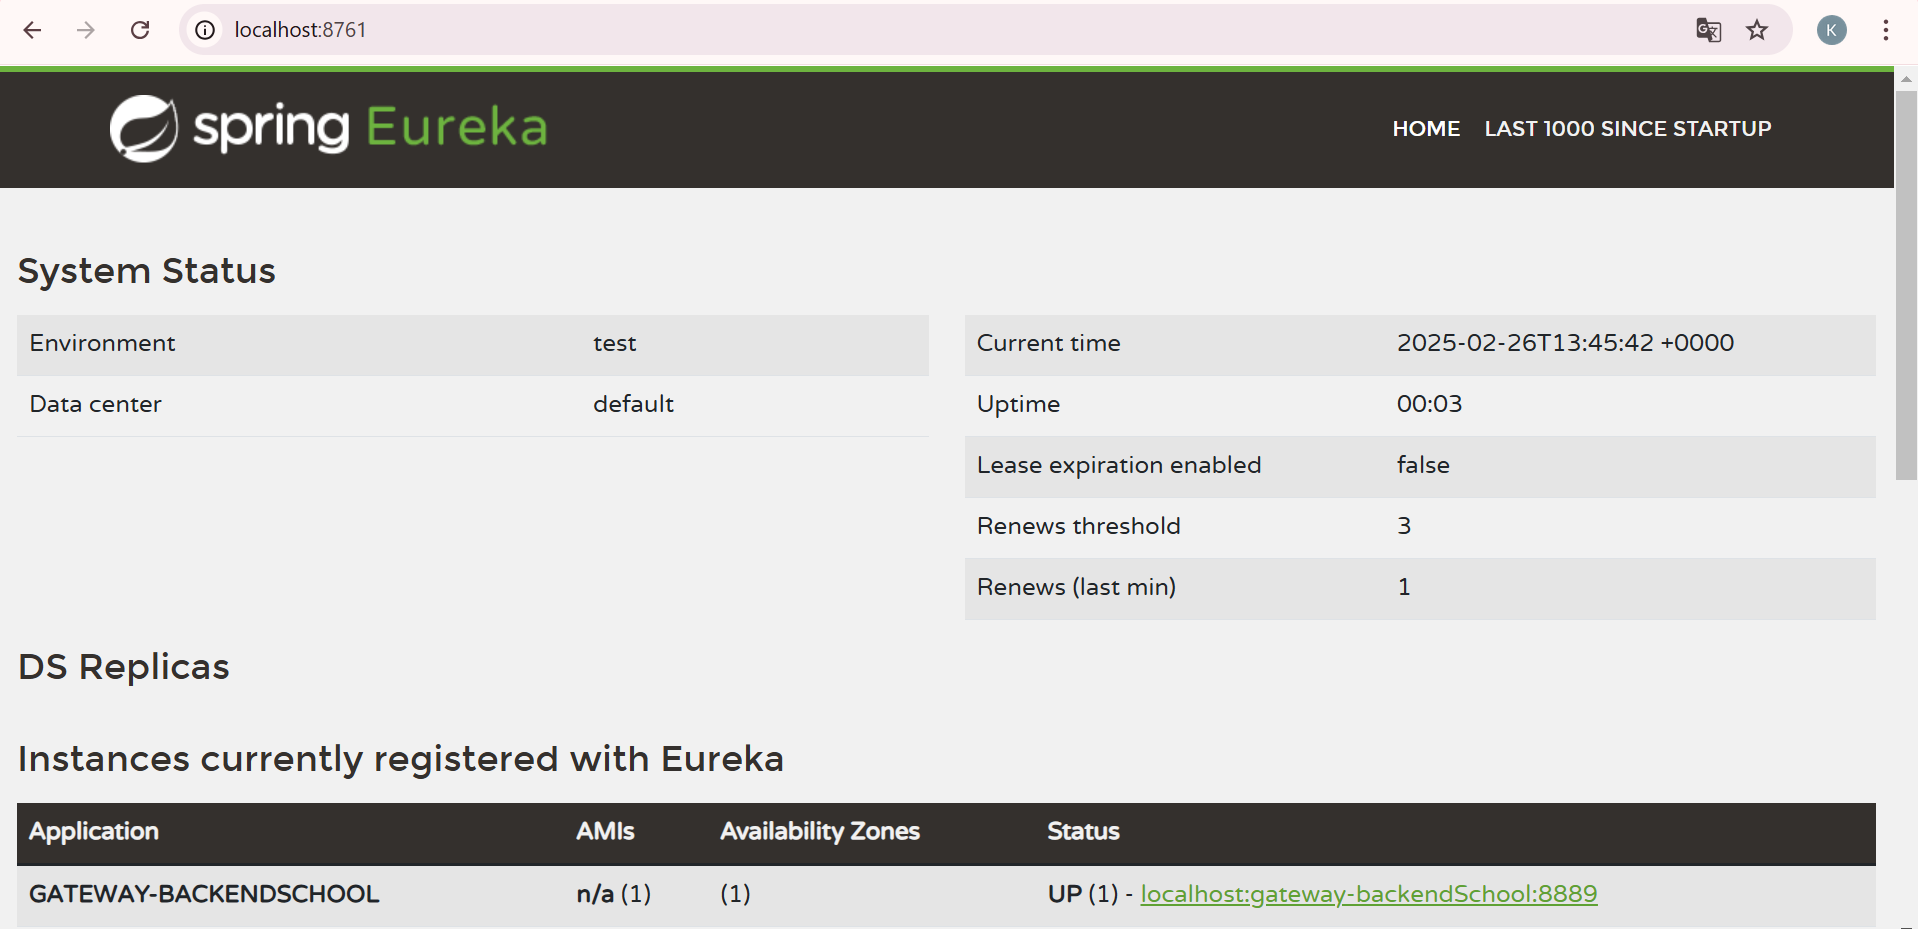 localhost:8761
K
spring Eureka
HOME LAST 1000 SINCE STARTUP
System Status
Environment test
Data center default
Current time 2025-02-26T13:45:42 +0000
Uptime 00:03
Lease expiration enabled false
Renews threshold 3
Renews (last min) 1
DS Replicas
Instances currently registered with Eureka
Application AMIs Availability Zones Status
GATEWAY-BACKENDSCHOOL n/a (1) (1) UP (1) - localhost:gateway-backendSchool:8889